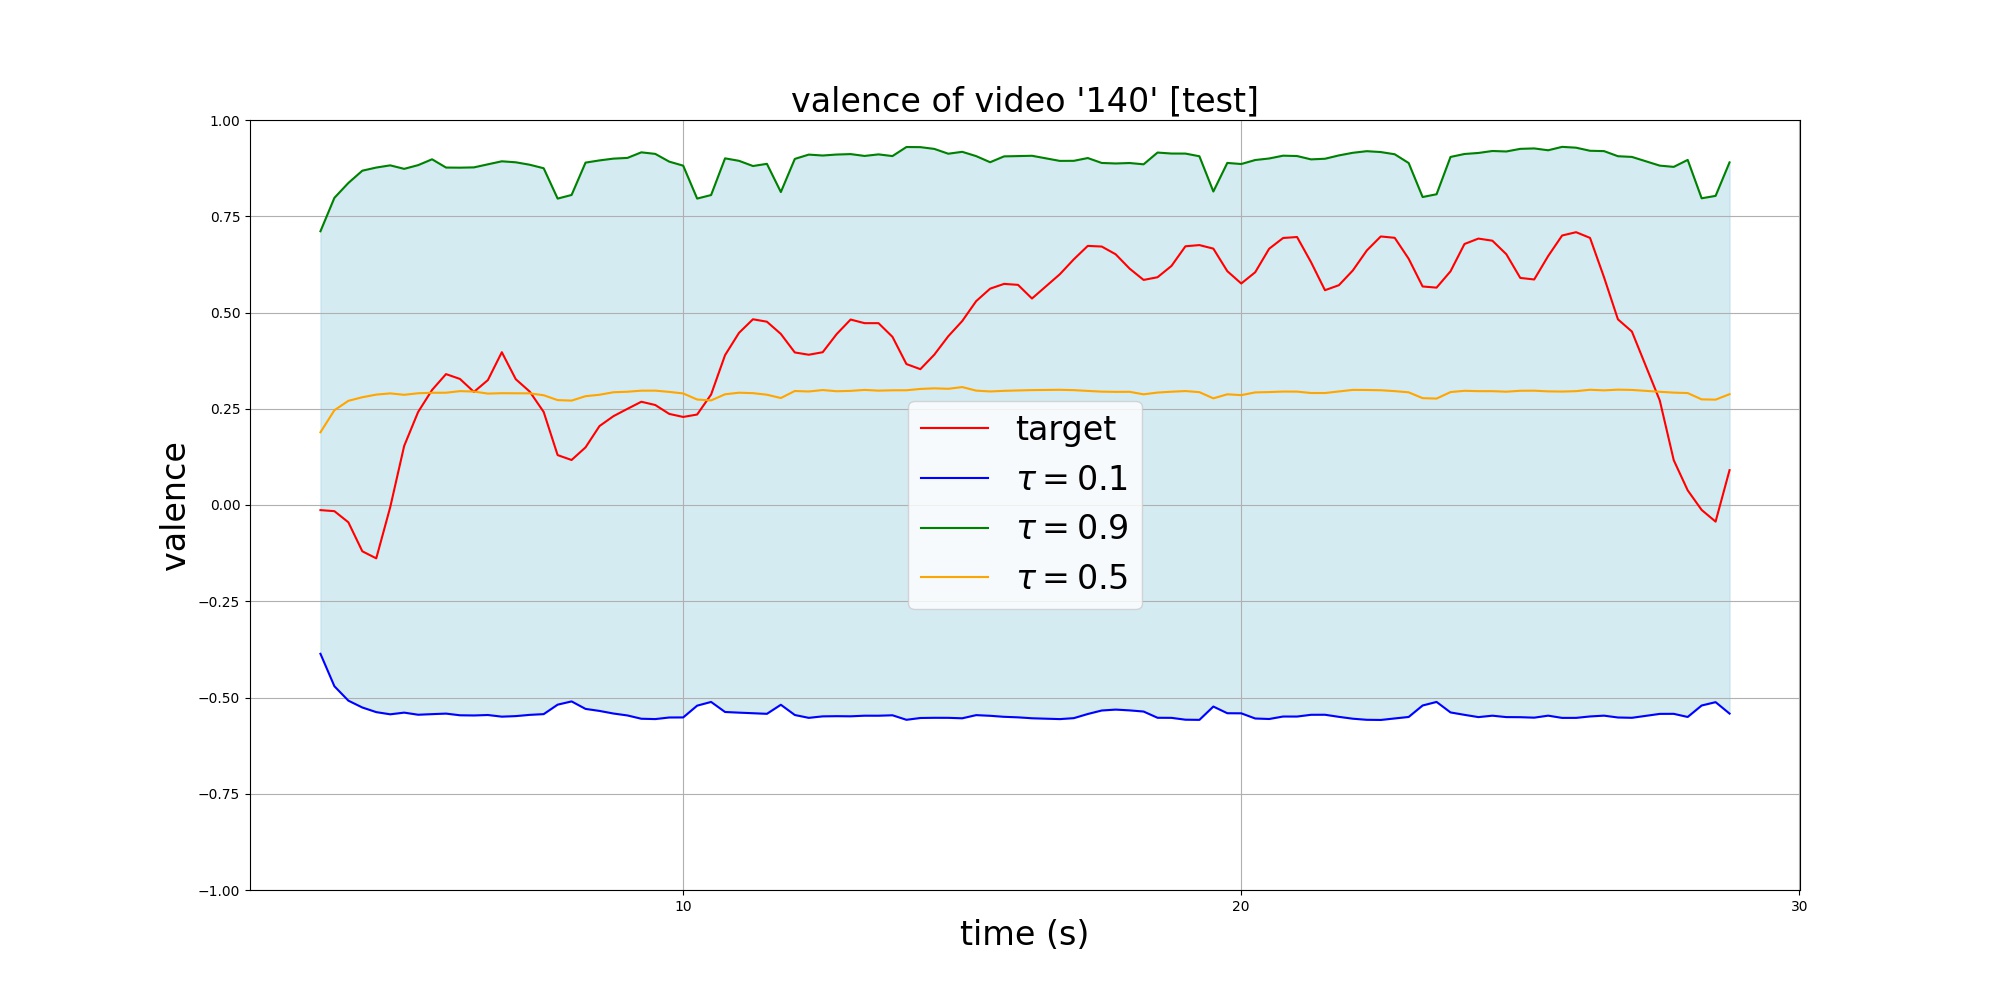 valence of video '140' [test]
1.00
0.75
0.50
0.25
0.00
−0.25
−0.50
−0.75
−1.00
valence
target
τ = 0.1
τ = 0.9
τ = 0.5
10
20
30
time (s)